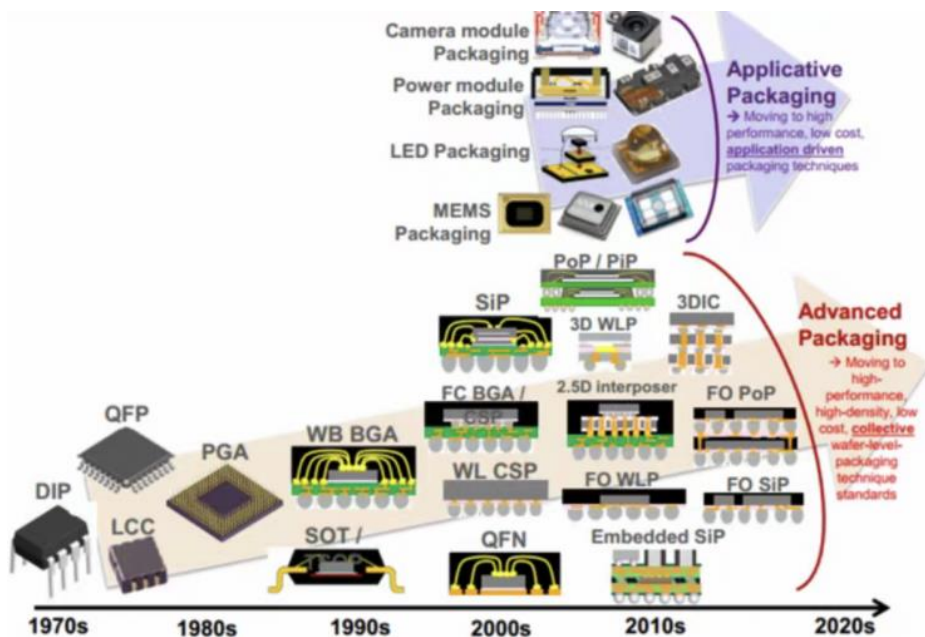 Camera module
Packaging
Power module
Packaging
LED Packaging
MEMS
Packaging
Applicative
Packaging
→ Moving to high
performance, low cost,
application driven
packaging techniques
PoP / PiP
SiP
3D WLP
3DIC
Advanced
Packaging
→ Moving to
high-
performance,
high-density, low
cost, collective
wafer-level-
packaging
technique
standards
FC BGA /
CSP
2.5D interposer
FO PoP
QFP
PGA
WB BGA
WL CSP
FO WLP
FO SiP
DIP
LCC
SOT /
QFN
Embedded SiP
1970s
1980s
1990s
2000s
2010s
2020s